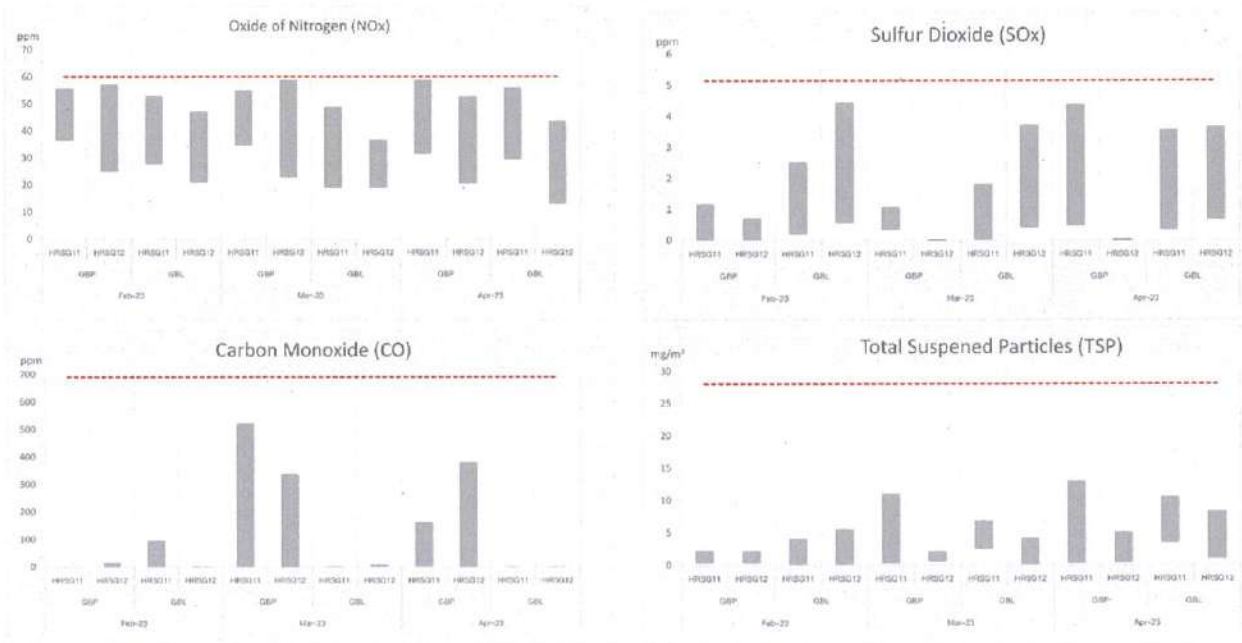 Oxide of Nitrogen (NOx)
ppm
70
60
50
40
30
20
10
0
HRSG11 HRSG12 HRSG11 HRSG12 HRSG11 HRSG12 HRSG11 HRSG12 HRSG11 HRSG12 HRSG11 HRSG12
GBP GBL GBP GBL GBP GBL
Feb-23 Mar-23 Apr-23
Sulfur Dioxide (SOx)
ppm
6
5
4
3
2
1
0
HRSG11 HRSG12 HRSG11 HRSG12 HRSG11 HRSG12 HRSG11 HRSG12 HRSG11 HRSG12 HRSG11 HRSG12
GBP GBL GBP GBL GBP GBL
Feb-23 Mar-23 Apr-23
Carbon Monoxide (CO)
ppm
700
600
500
400
300
200
100
0
HRSG11 HRSG12 HRSG11 HRSG12 HRSG11 HRSG12 HRSG11 HRSG12 HRSG11 HRSG12 HRSG11 HRSG12
GBP GBL GBP GBL GBP GBL
Feb-23 Mar-23 Apr-23
Total Suspened Particles (TSP)
mg/m³
30
25
20
15
10
5
0
HRSG11 HRSG12 HRSG11 HRSG12 HRSG11 HRSG12 HRSG11 HRSG12 HRSG11 HRSG12 HRSG11 HRSG12
GBP GBL GBP GBL GBP GBL
Feb-23 Mar-23 Apr-23